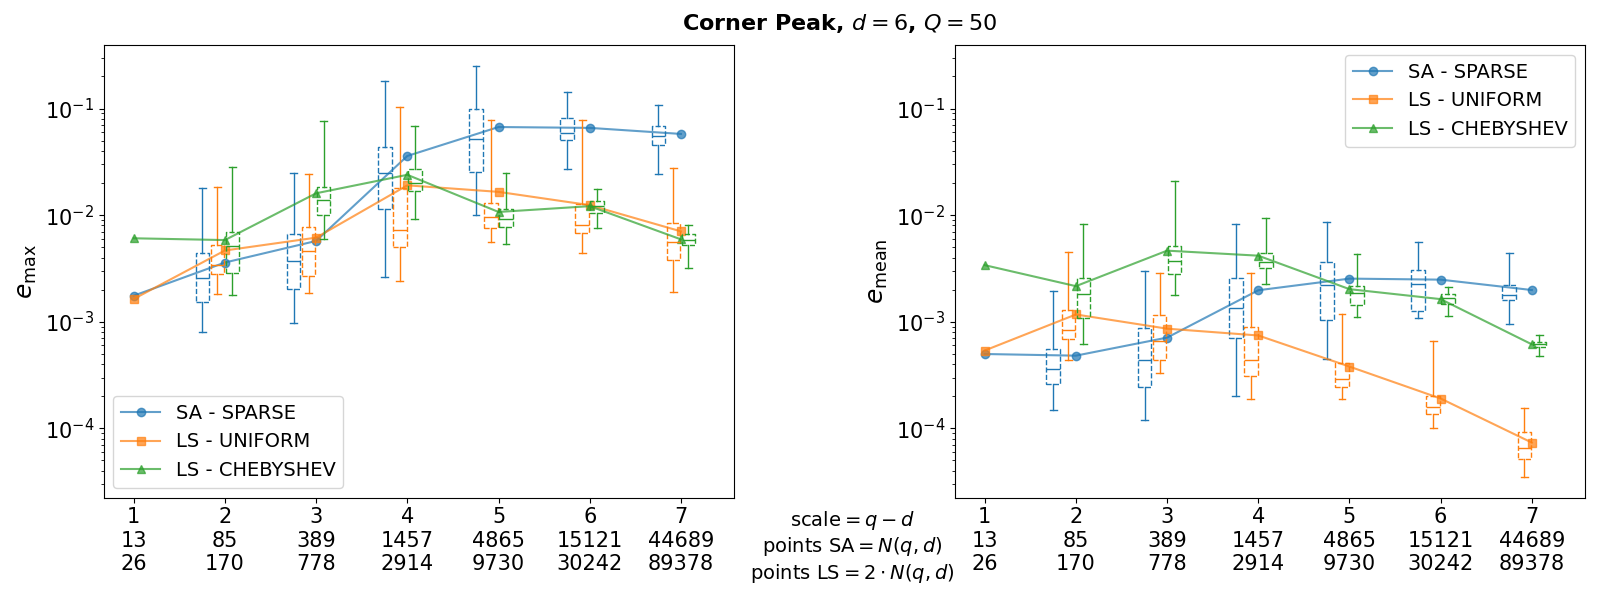 Corner Peak, d = 6, Q = 50
e_max
10^{-1}
10^{-2}
10^{-3}
10^{-4}
SA - SPARSE
LS - UNIFORM
LS - CHEBYSHEV
1 2 3 4 5 6 7
13 85 389 1457 4865 15121 44689
26 170 778 2914 9730 30242 89378
scale = q − d
points SA = N(q, d)
points LS = 2 · N(q, d)
e_mean
10^{-1}
10^{-2}
10^{-3}
10^{-4}
SA - SPARSE
LS - UNIFORM
LS - CHEBYSHEV
1 2 3 4 5 6 7
13 85 389 1457 4865 15121 44689
26 170 778 2914 9730 30242 89378